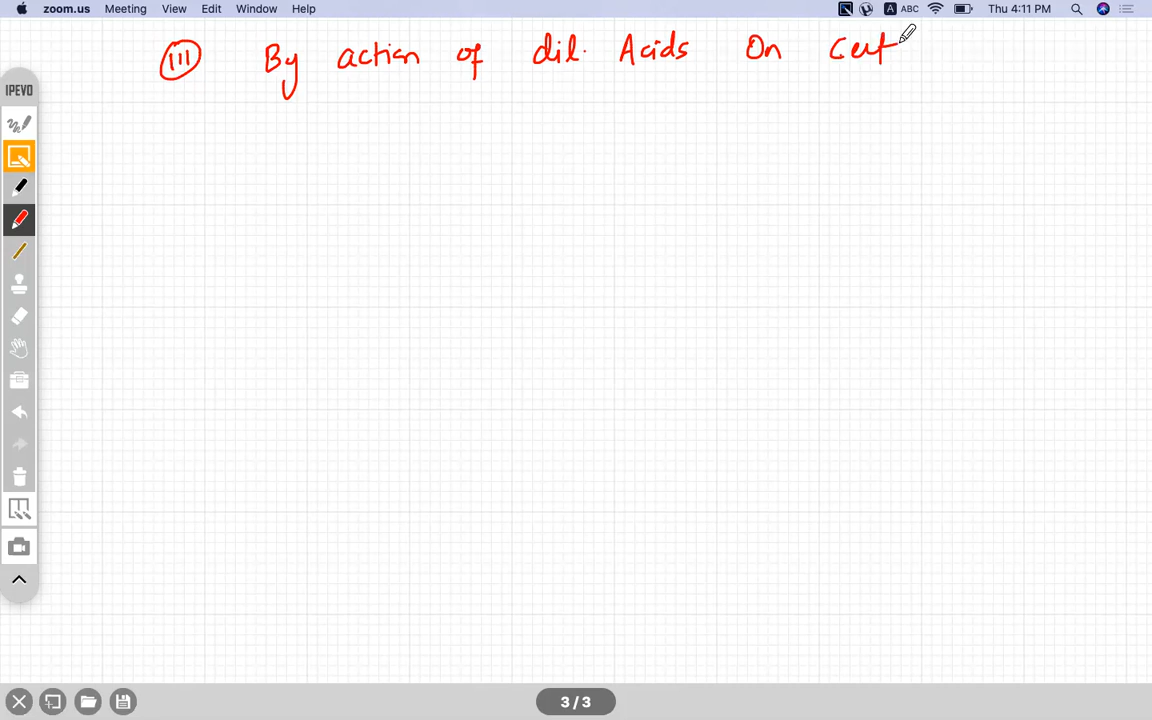 zoom.us Meeting View Edit Window Help A ABC Thu 4:11 PM
(III) By action of dil. Acids On Cert
IPEVO
3 / 3